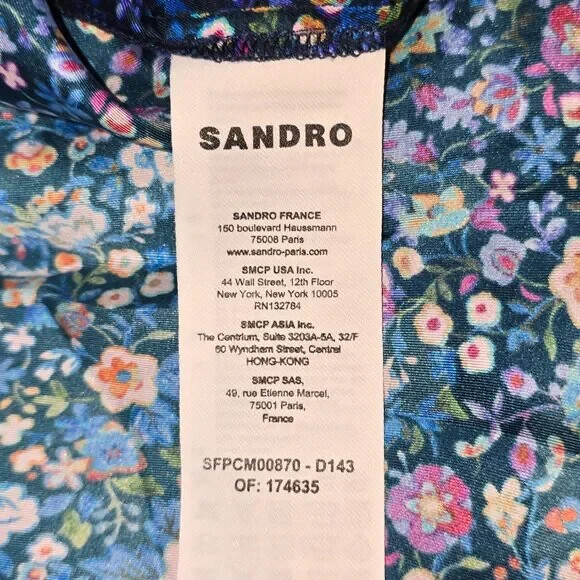 SANDRO
SANDRO FRANCE
150 boulevard Haussmann
75008 Paris
www.sandro-paris.com
SMCP USA Inc.
44 Wall Street, 12th Floor
New York, New York 10005
RN132784
SMCP ASIA Inc.
The Centrium, Suite 3203A-5A, 32/F
60 Wyndham Street, Central
HONG-KONG
SMCP SAS,
49, rue Etienne Marcel,
75001 Paris,
France
SFPCM00870 - D143
OF: 174635